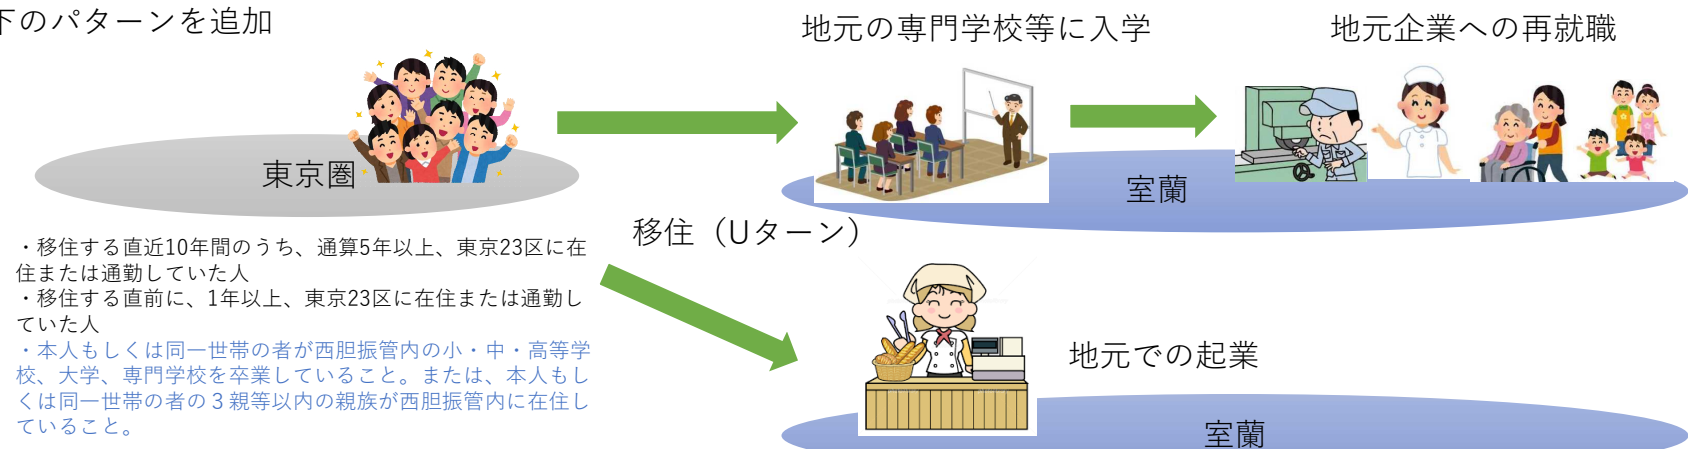 下のパターンを追加
地元の専門学校等に入学
地元企業への再就職
東京圏
室蘭
移住（Uターン）
・移住する直近10年間のうち、通算5年以上、東京23区に在
住または通勤していた人
・移住する直前に、1年以上、東京23区に在住または通勤し
ていた人
・本人もしくは同一世帯の者が西胆振管内の小・中・高等学
校、大学、専門学校を卒業していること。または、本人もし
くは同一世帯の者の３親等以内の親族が西胆振管内に在住し
ていること。
地元での起業
室蘭